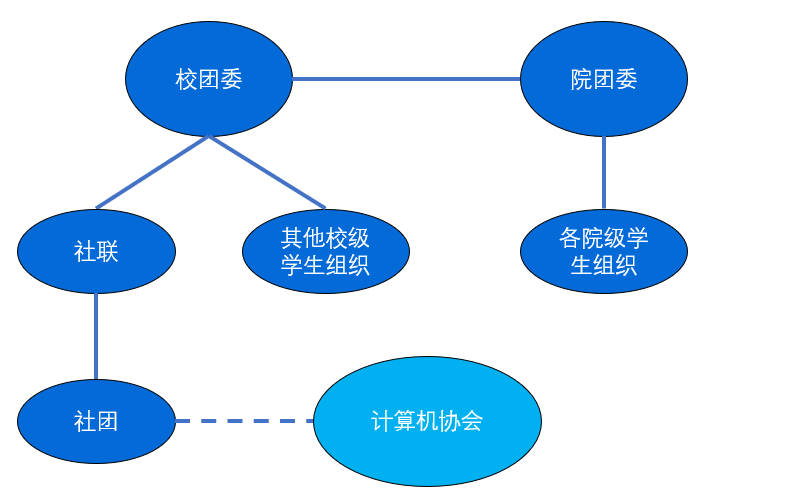 校团委
院团委
社联
其他校级
学生组织
各院级学
生组织
社团
计算机协会